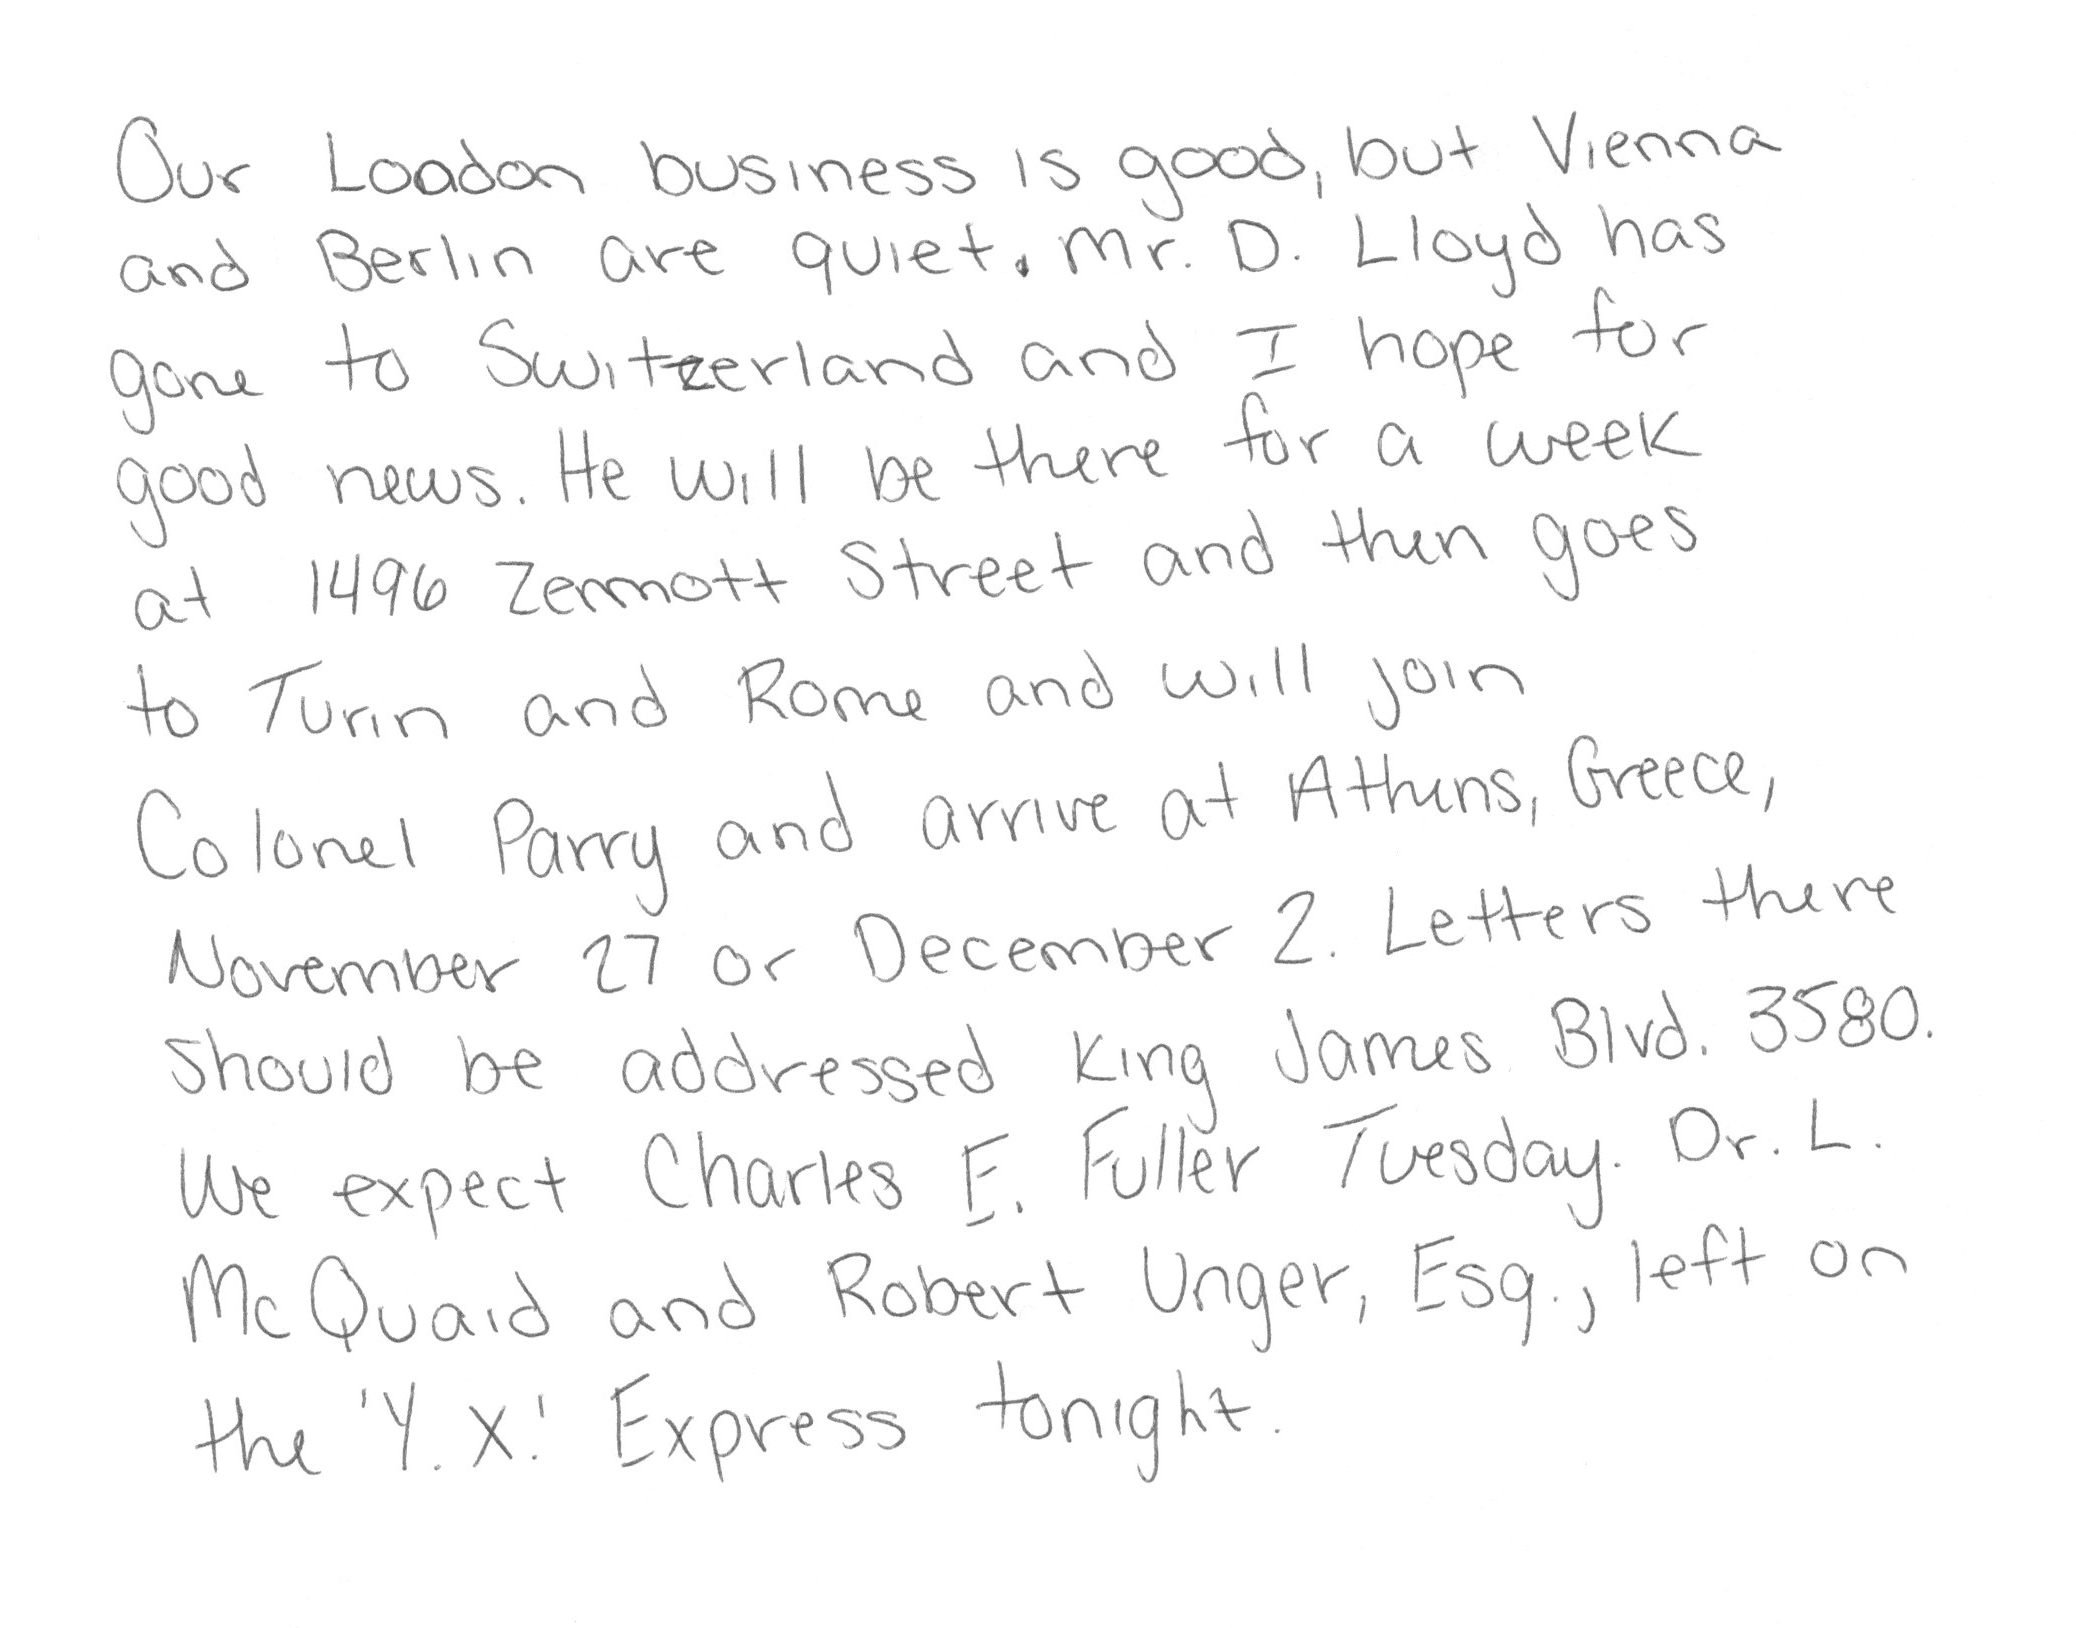 Our London business is good, but Vienna
and Berlin are quiet. Mr. D. Lloyd has
gone to Switzerland and I hope for
good news. He will be there for a week
at 1496 Zermott Street and then goes
to Turin and Rome and will join
Colonel Parry and arrive at Athens, Greece,
November 27 or December 2. Letters there
should be addressed King James Blvd. 3580.
We expect Charles E. Fuller Tuesday. Dr. L.
McQuaid and Robert Unger, Esq., left on
the 'Y. X.' Express tonight.